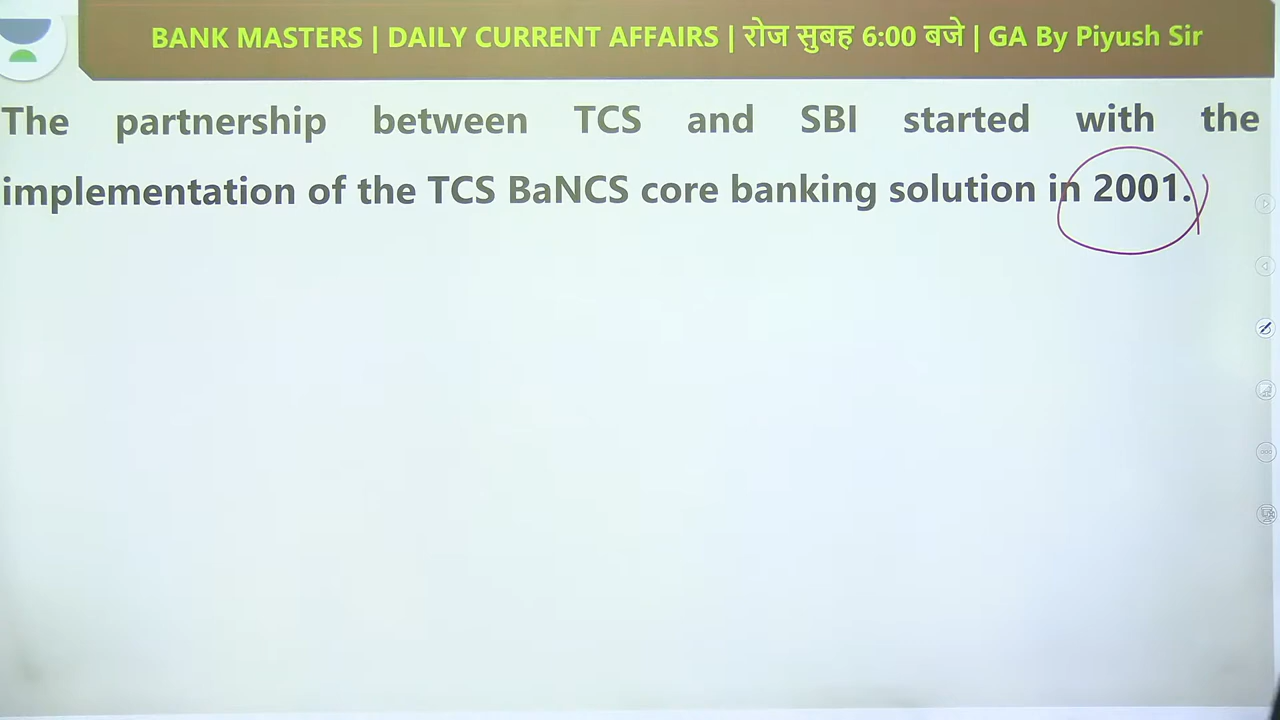 BANK MASTERS | DAILY CURRENT AFFAIRS | रोज सुबह 6:00 बजे | GA By Piyush Sir
The partnership between TCS and SBI started with the
implementation of the TCS BaNCS core banking solution in 2001.